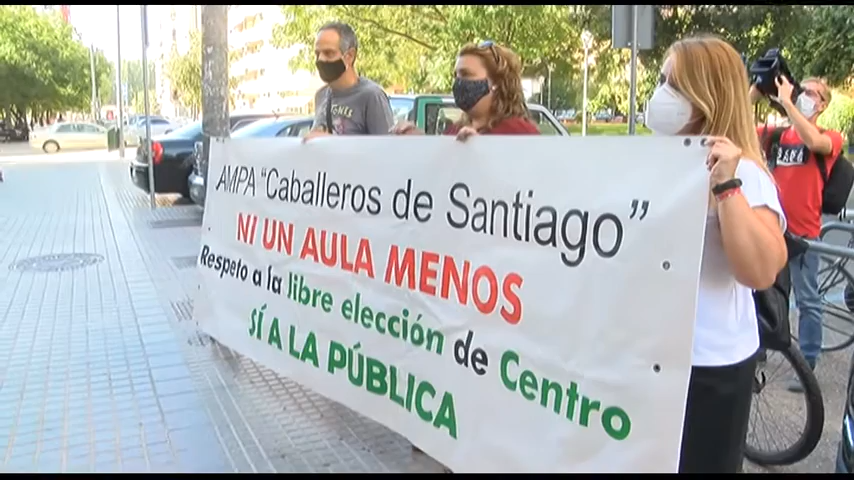 AMPA "Caballeros de Santiago"
NI UN AULA MENOS
Respeto a la libre elección de Centro
SÍ A LA PÚBLICA